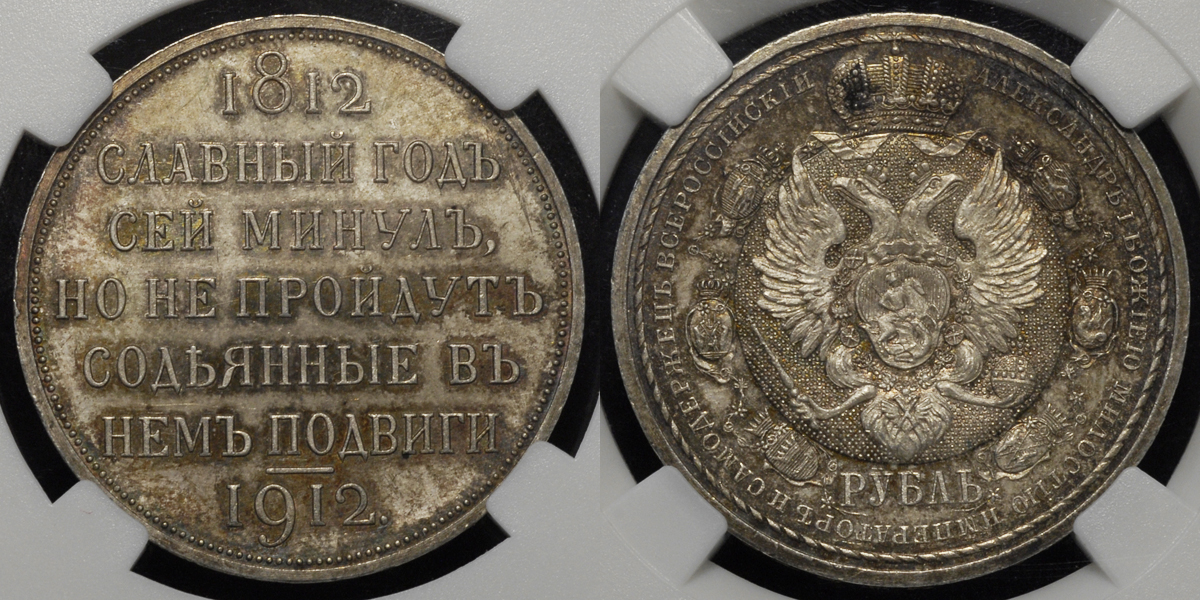 1812
СЛАВНЫЙ ГОДЪ
СЕЙ МИНУЛЪ,
НО НЕ ПРОЙДУТЪ
СОДѢЯННЫЕ ВЪ
НЕМЪ ПОДВИГИ
1912.
АЛЕКСАНДРЪ I БОЖІЕЮ МИЛОСТІЮ ИМПЕРАТОРЪ И САМОДЕРЖЕЦЪ ВСЕРОССІЙСКІЙ
РУБЛЬ